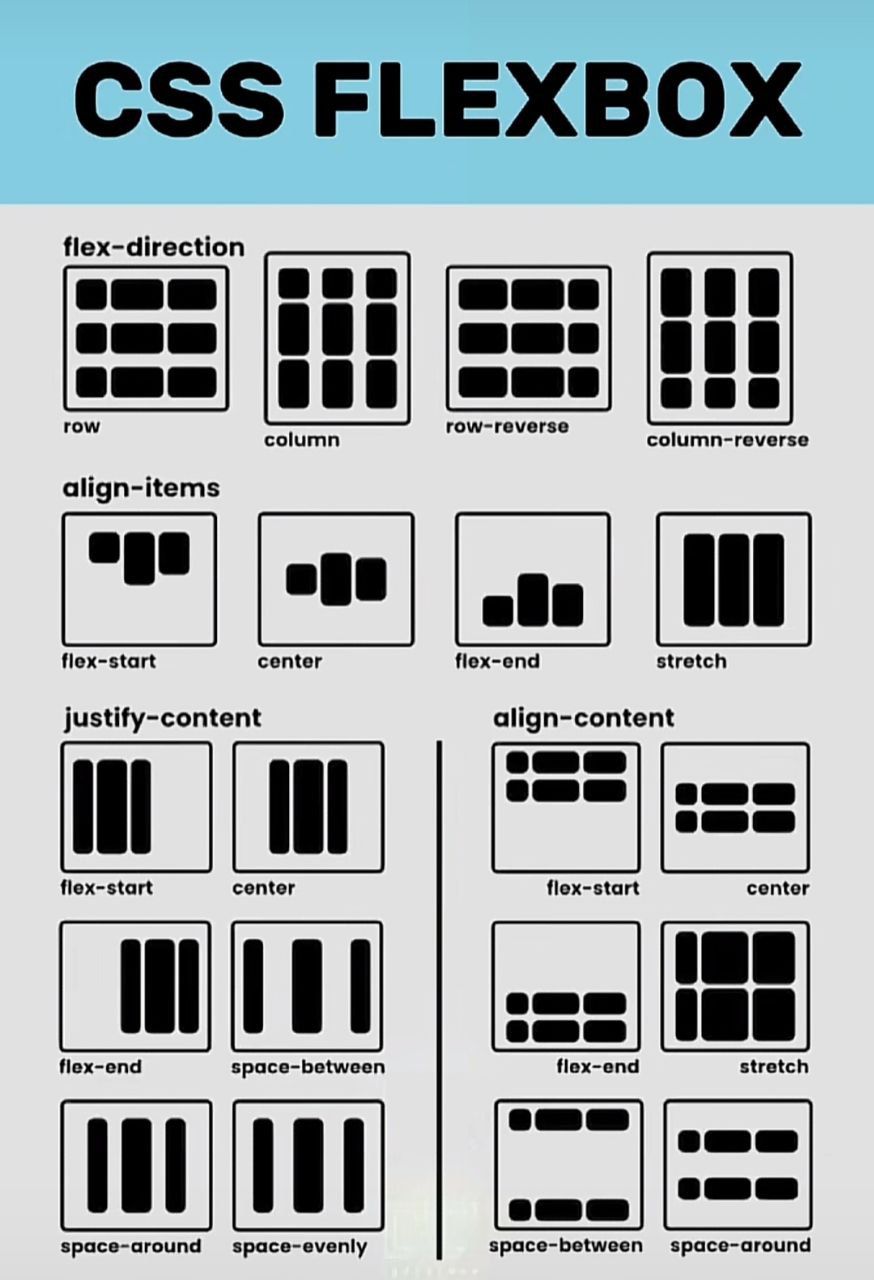 CSS FLEXBOX
flex-direction
row
column
row-reverse
column-reverse
align-items
flex-start
center
flex-end
stretch
justify-content
flex-start
center
flex-end
space-between
space-around
space-evenly
align-content
flex-start
center
flex-end
stretch
space-between
space-around